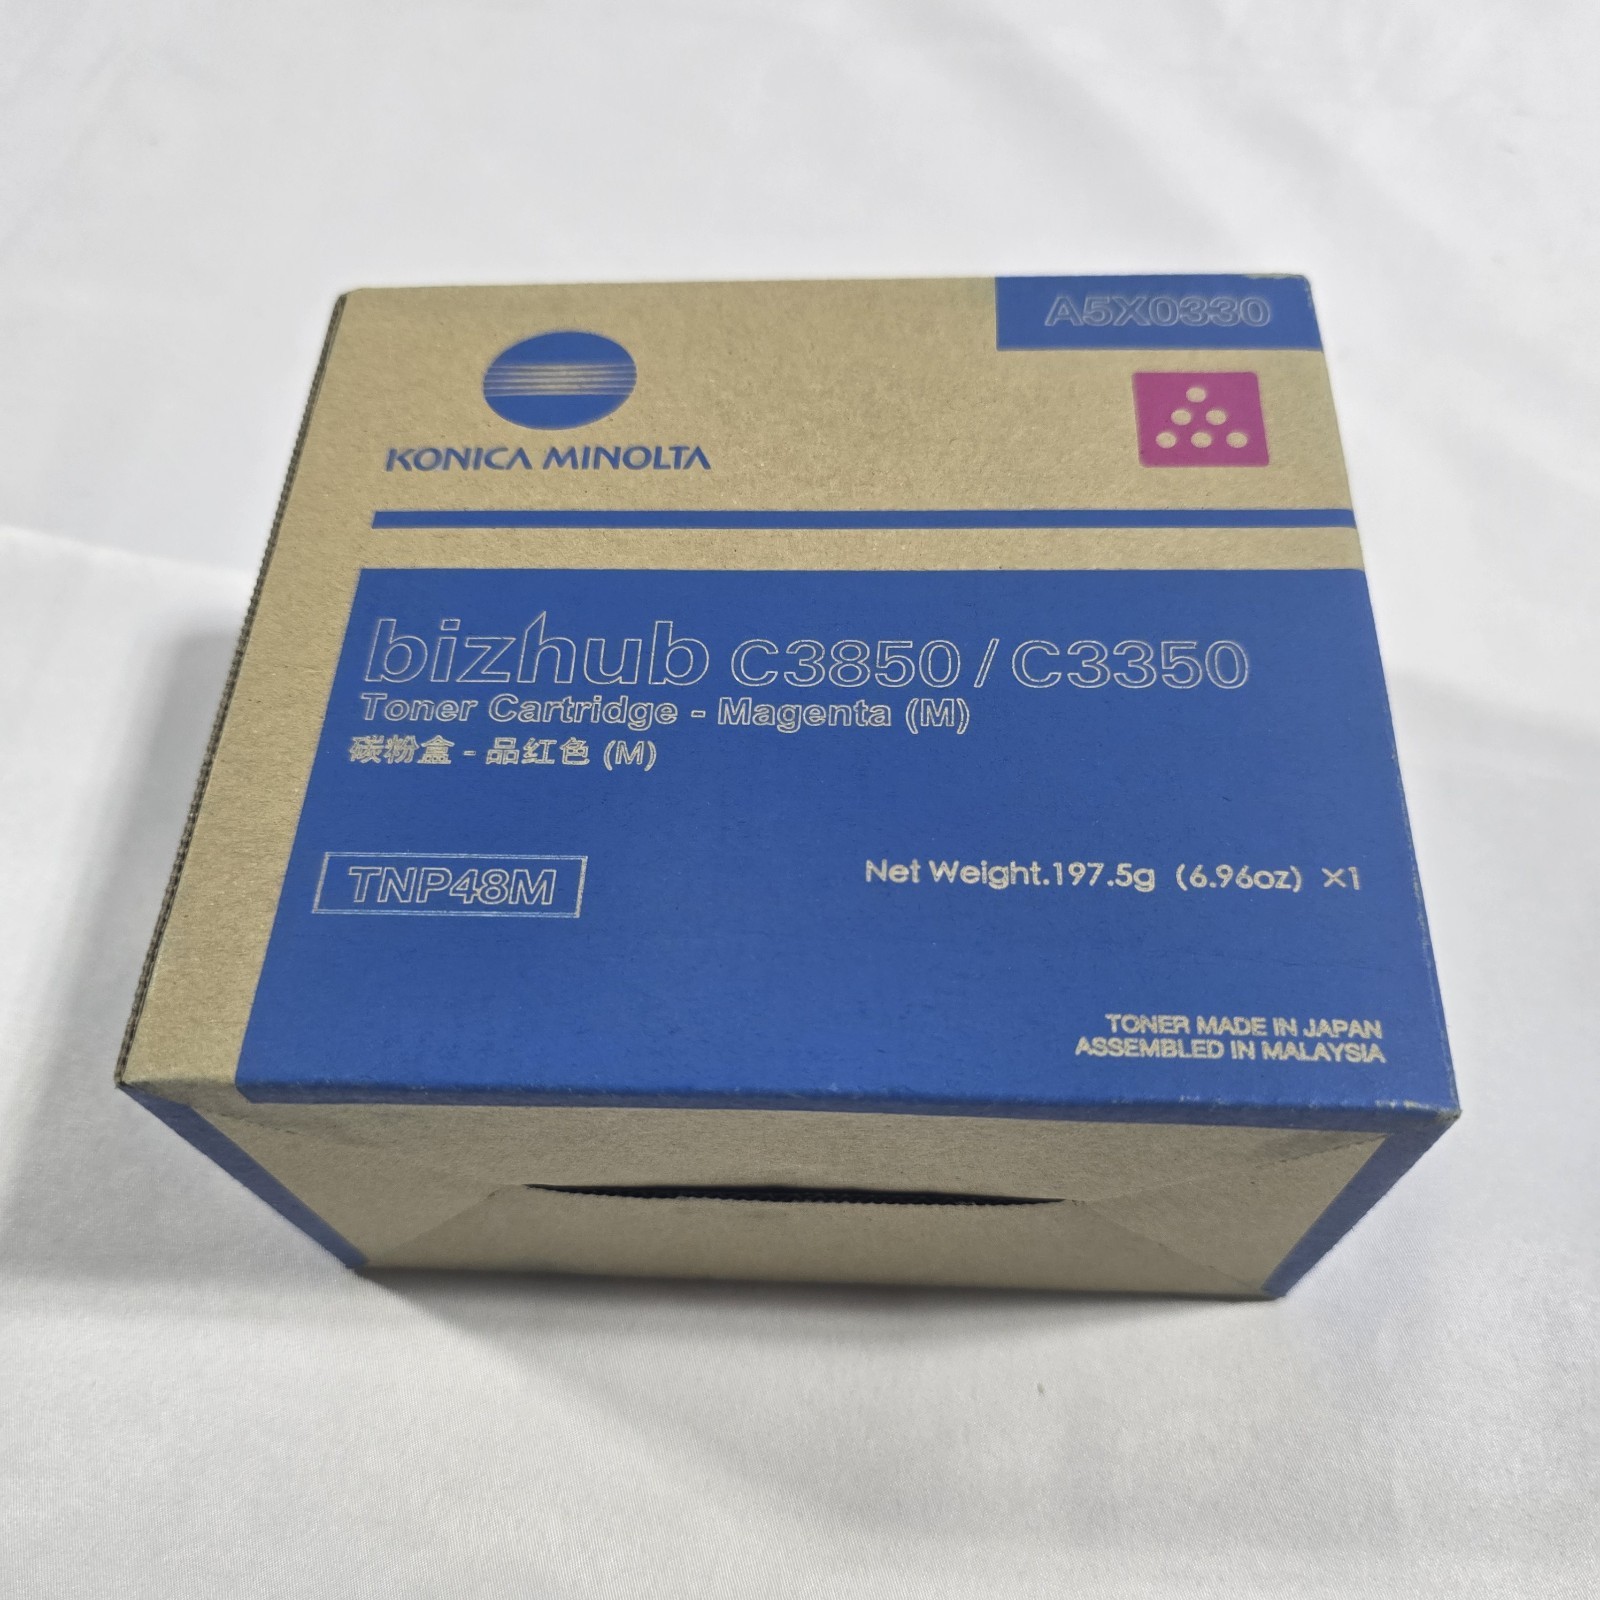 A5X0330
KONICA MINOLTA
bizhub C3850 / C3350
Toner Cartridge - Magenta (M)
碳粉盒 - 品红色 (M)
TNP48M
Net Weight.197.5g (6.96oz) ×1
TONER MADE IN JAPAN
ASSEMBLED IN MALAYSIA